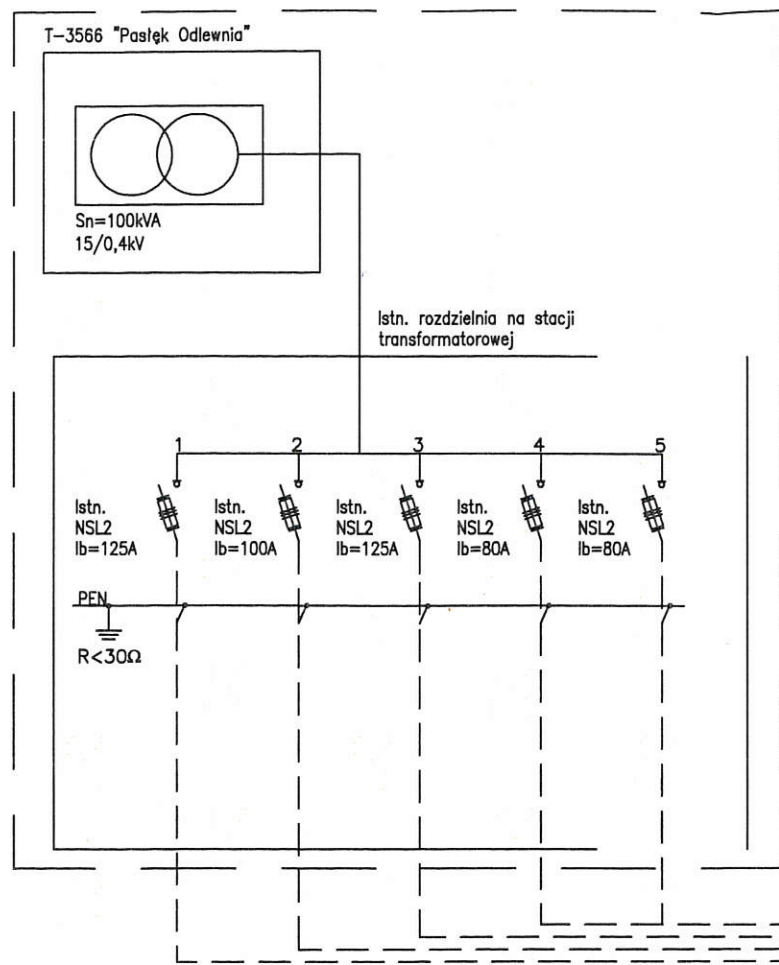 T-3566 "Pasłęk Odlewnia"
Sn=100kVA
15/0,4kV
Istn. rozdzielnia na stacji
transformatorowej
1
2
3
4
5
Istn.
NSL2
Ib=125A
Istn.
NSL2
Ib=100A
Istn.
NSL2
Ib=125A
Istn.
NSL2
Ib=80A
Istn.
NSL2
Ib=80A
PEN
R<30Ω